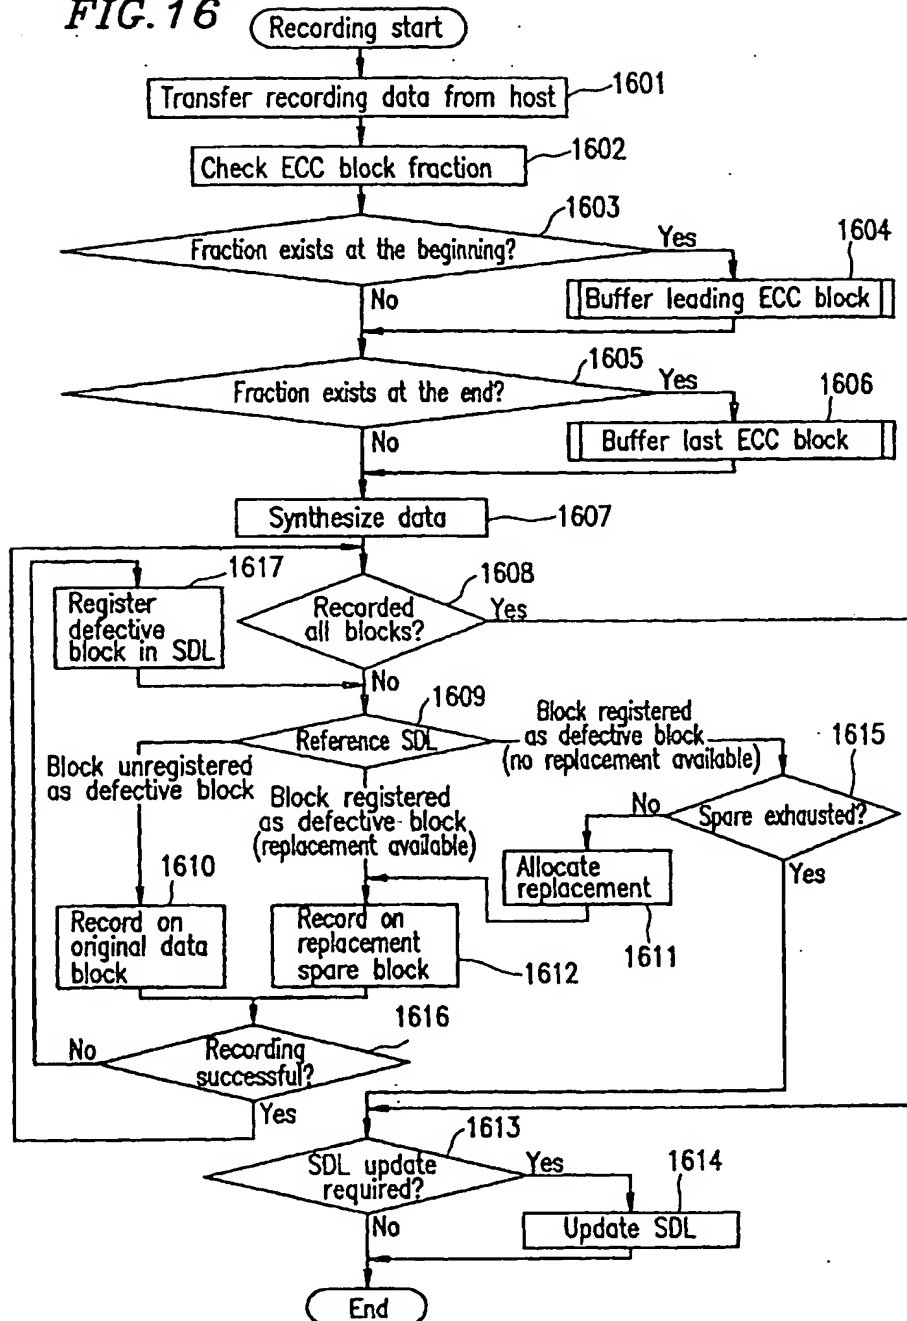 FIG. 16
Recording start
Transfer recording data from host
1601
Check ECC block fraction
1602
1603
Fraction exists at the beginning?
Yes
1604
Buffer leading ECC block
No
1605
Fraction exists at the end?
Yes
1606
Buffer last ECC block
No
Synthesize data
1607
1617
Register
defective
block in SDL
1608
Recorded
all blocks?
Yes
No
1609
Reference SDL
Block registered
as defective block
(no replacement available)
1615
Block unregistered
as defective block
Block registered
as defective block
(replacement available)
No
Spare exhausted?
Yes
Allocate
replacement
1611
1610
Record on
original data
block
Record on
replacement
spare block
1612
1616
No
Recording
successful?
Yes
1613
SDL update
required?
Yes
1614
Update SDL
No
End